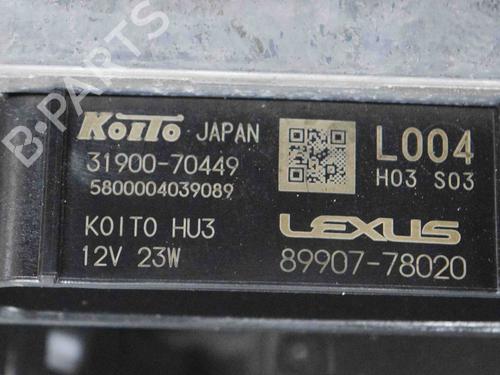 B-PARTS
KOITO JAPAN
31900-70449
5800004039089
KOITO HU3
12V 23W
L004
H03 S03
LEXUS
89907-78020